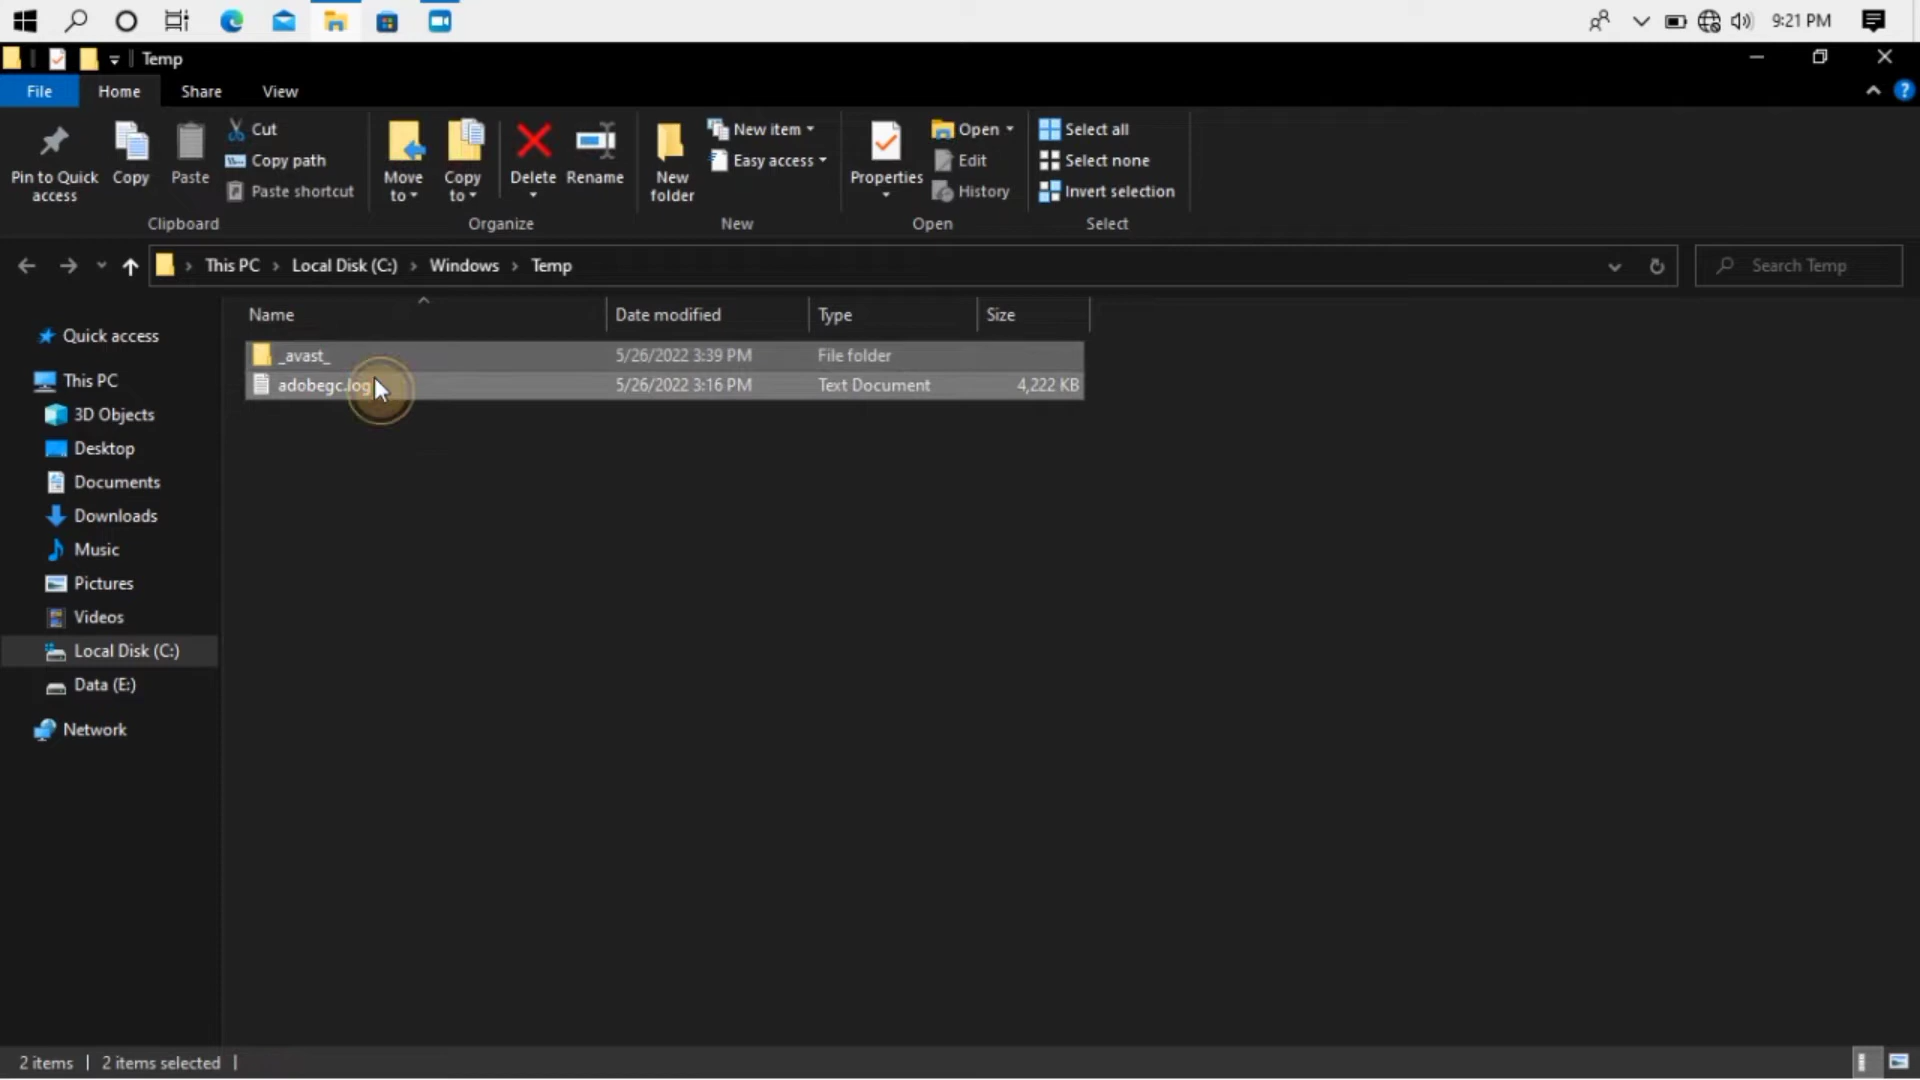 9:21 PM
Temp
File Home Share View
Pin to Quick access
Copy
Paste
Cut
Copy path
Paste shortcut
Clipboard
Move to
Copy to
Delete
Rename
Organize
New folder
New item
Easy access
New
Properties
Open
Edit
History
Open
Select all
Select none
Invert selection
Select
This PC > Local Disk (C:) > Windows > Temp
Search Temp
Name Date modified Type Size
_avast_ 5/26/2022 3:39 PM File folder
adobegc.log 5/26/2022 3:16 PM Text Document 4,222 KB
Quick access
This PC
3D Objects
Desktop
Documents
Downloads
Music
Pictures
Videos
Local Disk (C:)
Data (E:)
Network
2 items | 2 items selected |